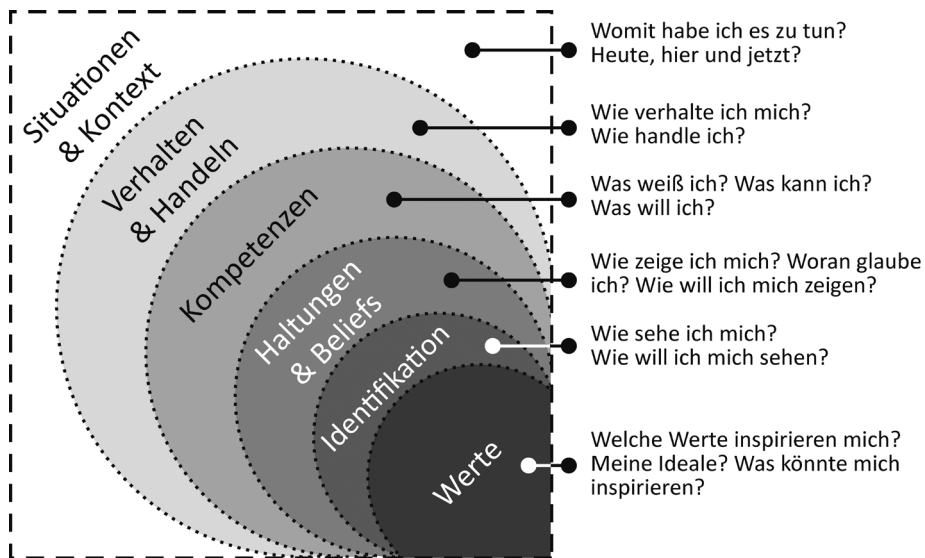 Situationen
& Kontext
Verhalten
& Handeln
Kompetenzen
Haltungen
& Beliefs
Identifikation
Werte
Womit habe ich es zu tun?
Heute, hier und jetzt?
Wie verhalte ich mich?
Wie handle ich?
Was weiß ich? Was kann ich?
Was will ich?
Wie zeige ich mich? Woran glaube
ich? Wie will ich mich zeigen?
Wie sehe ich mich?
Wie will ich mich sehen?
Welche Werte inspirieren mich?
Meine Ideale? Was könnte mich
inspirieren?